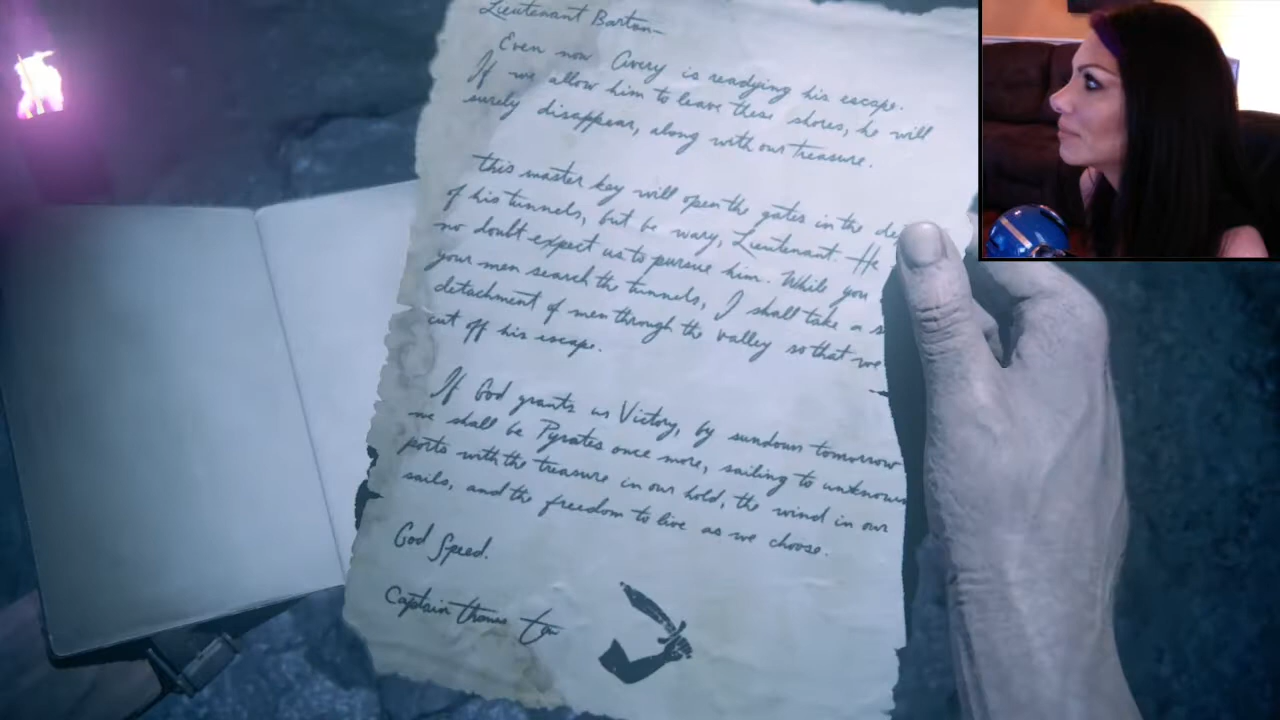 Lieutenant Barton—
Even now Avery is readying his escape.
If we allow him to leave these shores, he will
surely disappear, along with our treasure.
this master key will open the gates in the de
of his tunnels, but be wary, Lieutenant. He
no doubt expect us to pursue him. While you
your men search the tunnels, I shall take a s
detachment of men through the valley so that we
cut off his escape.
If God grants us Victory, by sundown tomorrow
we shall be Pyrates once more, sailing to unknown
ports with the treasure in our hold, the wind in our
sails, and the freedom to live as we choose.
God Speed.
Captain Thomas Tew